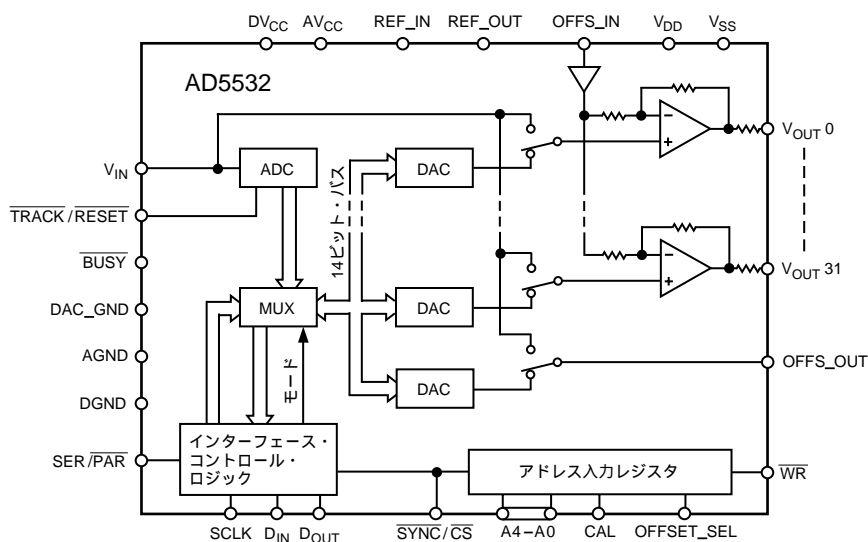 DVCC AVCC REF_IN REF_OUT OFFS_IN VDD VSS
AD5532
VIN
TRACK/RESET
BUSY
DAC_GND
AGND
DGND
SER/PAR
ADC
MUX
モード
14ビット・バス
DAC
DAC
DAC
VOUT 0
VOUT 31
OFFS_OUT
WR
インターフェース・
コントロール・
ロジック
アドレス入力レジスタ
SCLK DIN DOUT SYNC/CS A4-A0 CAL OFFSET_SEL